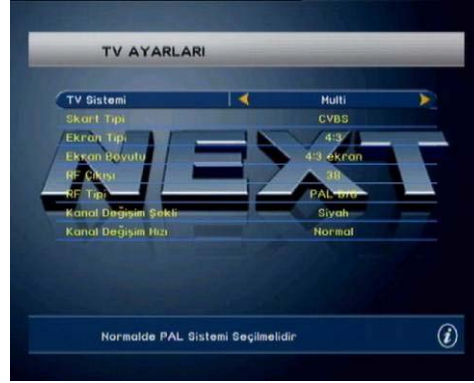 TV AYARLARI
TV Sistemi Multi
Skart Tipi CVBS
Ekran Tipi 4:3
Ekran Boyutu 4:3 ekran
RF Çıkışı 38
RF Tipi PAL B/G
Kanal Değişim Şekli Siyah
Kanal Değişim Hızı Normal
NEXT
Normalde PAL Sistemi Seçilmelidir
i